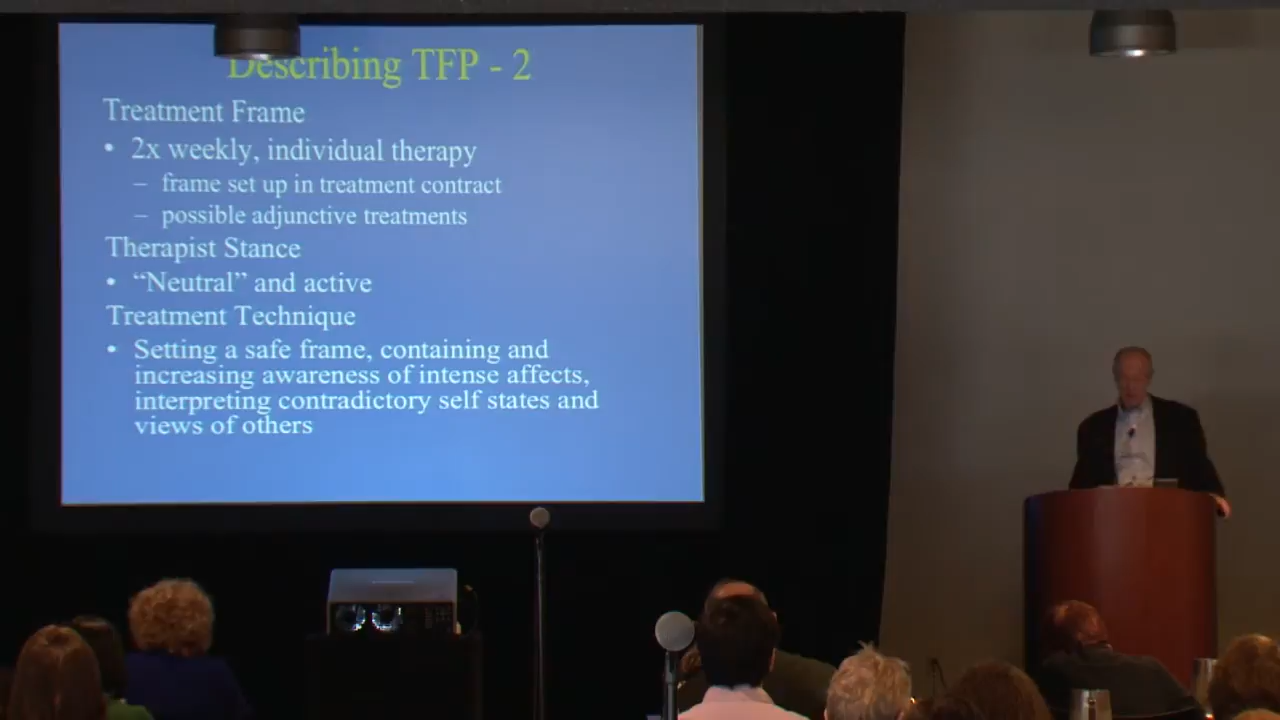 Describing TFP - 2
Treatment Frame
• 2x weekly, individual therapy
– frame set up in treatment contract
– possible adjunctive treatments
Therapist Stance
• “Neutral” and active
Treatment Technique
• Setting a safe frame, containing and
increasing awareness of intense affects,
interpreting contradictory self states and
views of others